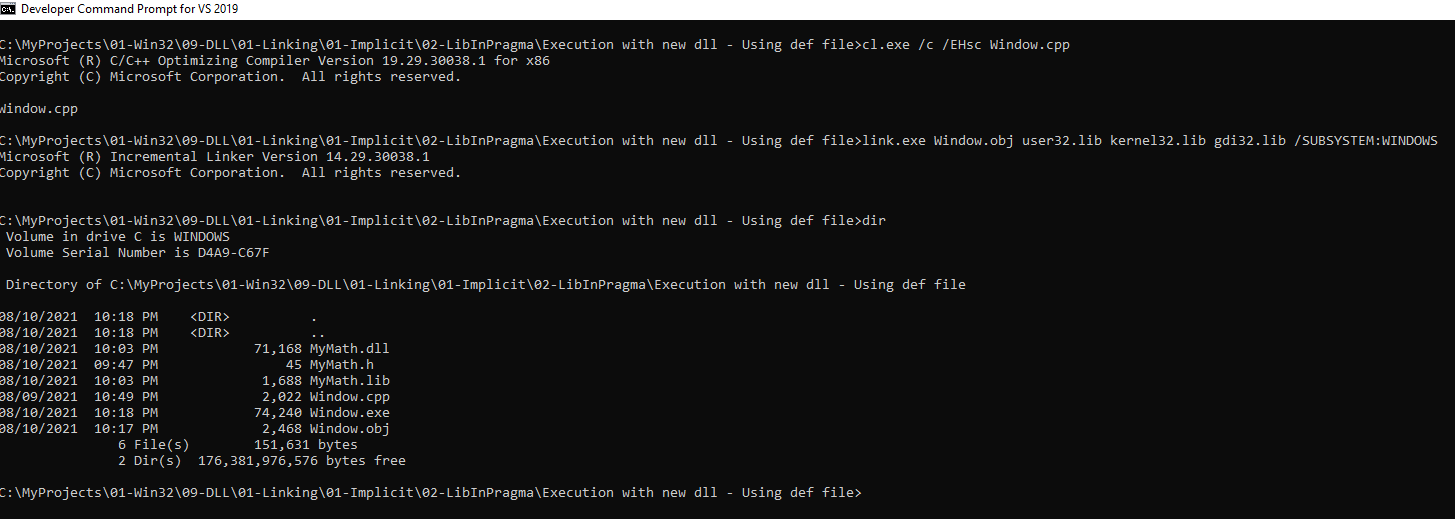 Developer Command Prompt for VS 2019
C:\MyProjects\01-Win32\09-DLL\01-Linking\01-Implicit\02-LibInPragma\Execution with new dll - Using def file>cl.exe /c /EHsc Window.cpp
Microsoft (R) C/C++ Optimizing Compiler Version 19.29.30038.1 for x86
Copyright (C) Microsoft Corporation.  All rights reserved.
Window.cpp
C:\MyProjects\01-Win32\09-DLL\01-Linking\01-Implicit\02-LibInPragma\Execution with new dll - Using def file>link.exe Window.obj user32.lib kernel32.lib gdi32.lib /SUBSYSTEM:WINDOWS
Microsoft (R) Incremental Linker Version 14.29.30038.1
Copyright (C) Microsoft Corporation.  All rights reserved.
C:\MyProjects\01-Win32\09-DLL\01-Linking\01-Implicit\02-LibInPragma\Execution with new dll - Using def file>dir
Volume in drive C is WINDOWS
Volume Serial Number is D4A9-C67F
Directory of C:\MyProjects\01-Win32\09-DLL\01-Linking\01-Implicit\02-LibInPragma\Execution with new dll - Using def file
08/10/2021  10:18 PM    <DIR>          .
08/10/2021  10:18 PM    <DIR>          ..
08/10/2021  10:03 PM            71,168 MyMath.dll
08/10/2021  09:47 PM                45 MyMath.h
08/10/2021  10:03 PM             1,688 MyMath.lib
08/09/2021  10:49 PM             2,022 Window.cpp
08/10/2021  10:18 PM            74,240 Window.exe
08/10/2021  10:17 PM             2,468 Window.obj
6 File(s)        151,631 bytes
2 Dir(s)  176,381,976,576 bytes free
C:\MyProjects\01-Win32\09-DLL\01-Linking\01-Implicit\02-LibInPragma\Execution with new dll - Using def file>